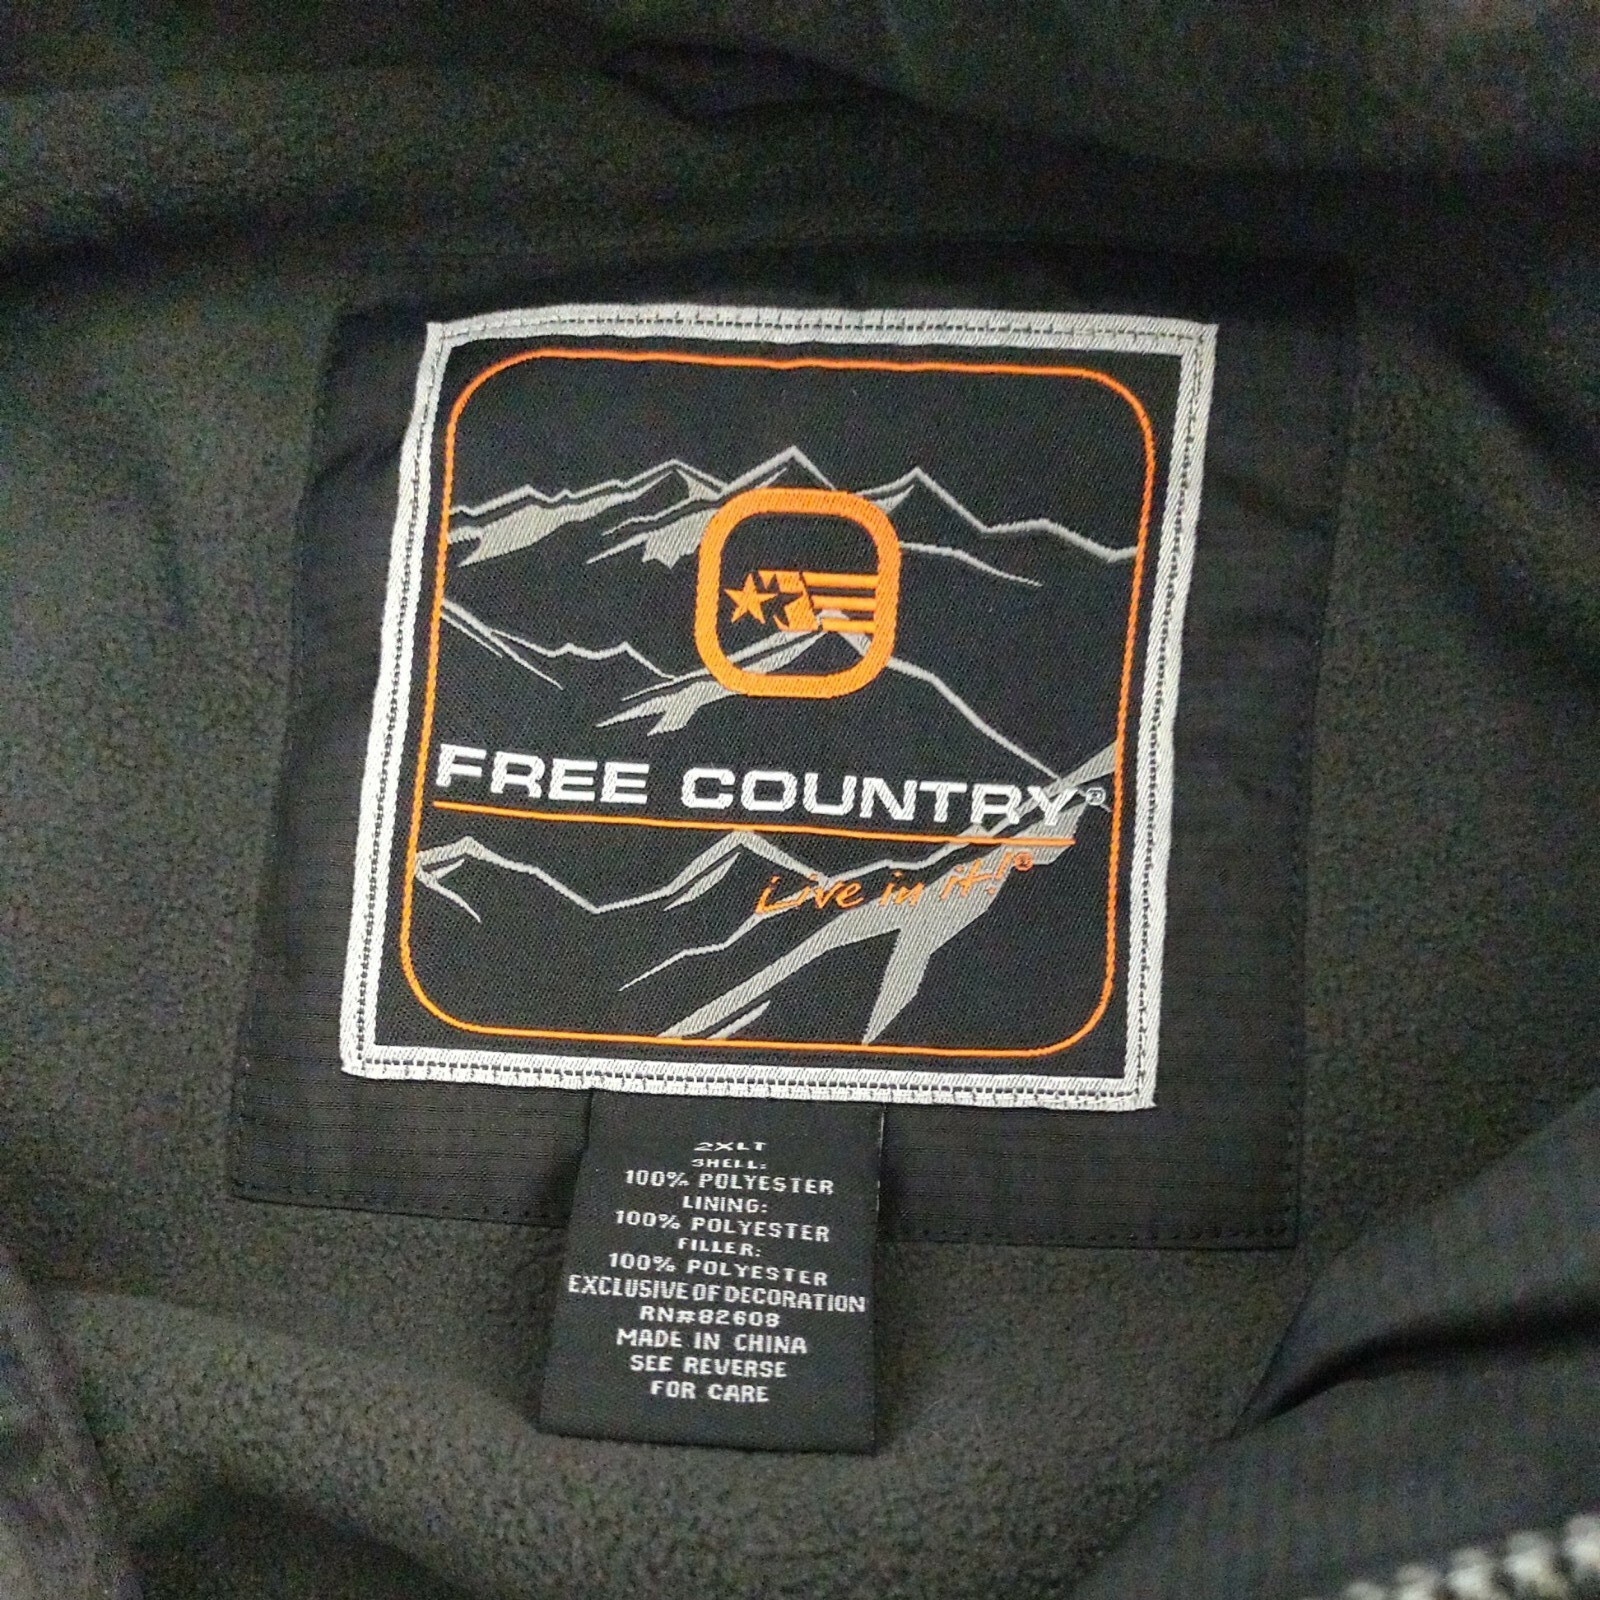 FREE COUNTRY®
Live in it!®
2XLT
SHELL:
100% POLYESTER
LINING:
100% POLYESTER
FILLER:
100% POLYESTER
EXCLUSIVE OF DECORATION
RN#82608
MADE IN CHINA
SEE REVERSE
FOR CARE